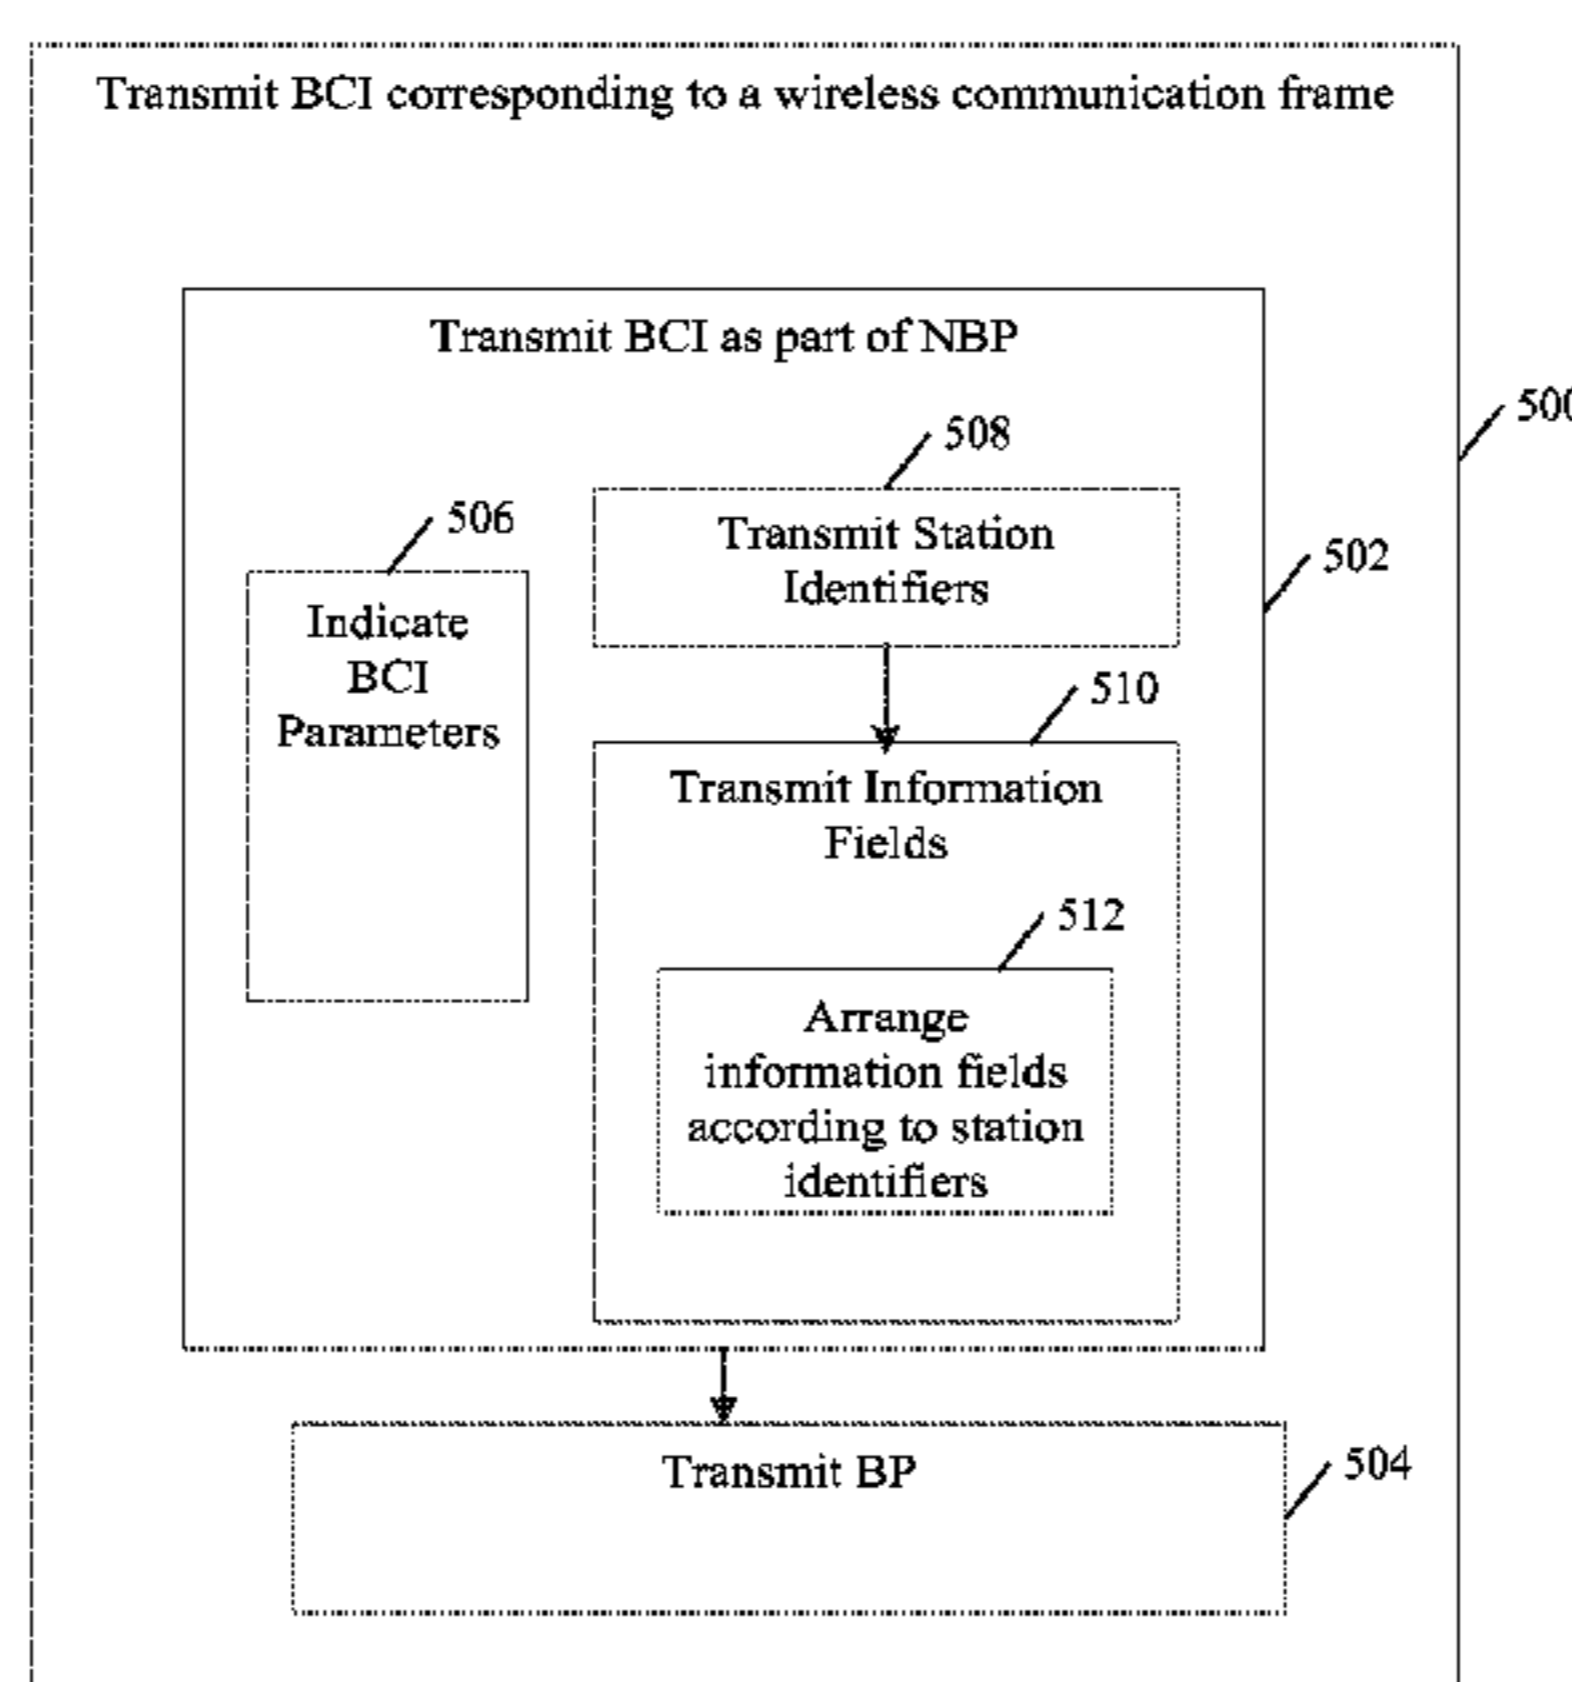 Transmit BCI corresponding to a wireless communication frame
500
Transmit BCI as part of NBP
502
506
Indicate
BCI
Parameters
508
Transmit Station
Identifiers
510
Transmit Information
Fields
512
Arrange
information fields
according to station
identifiers
Transmit BP
504